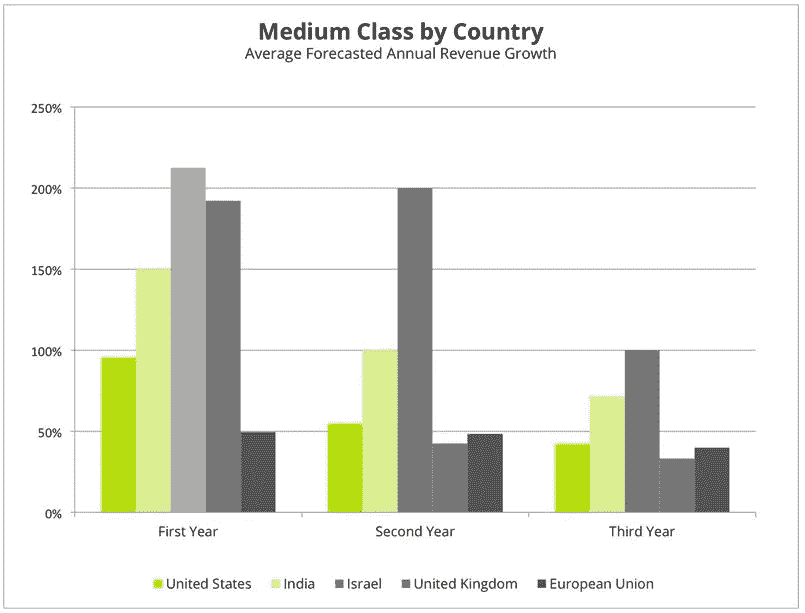 Medium Class by Country
Average Forecasted Annual Revenue Growth
250%
200%
150%
100%
50%
0%
First Year Second Year Third Year
United States India Israel United Kingdom European Union